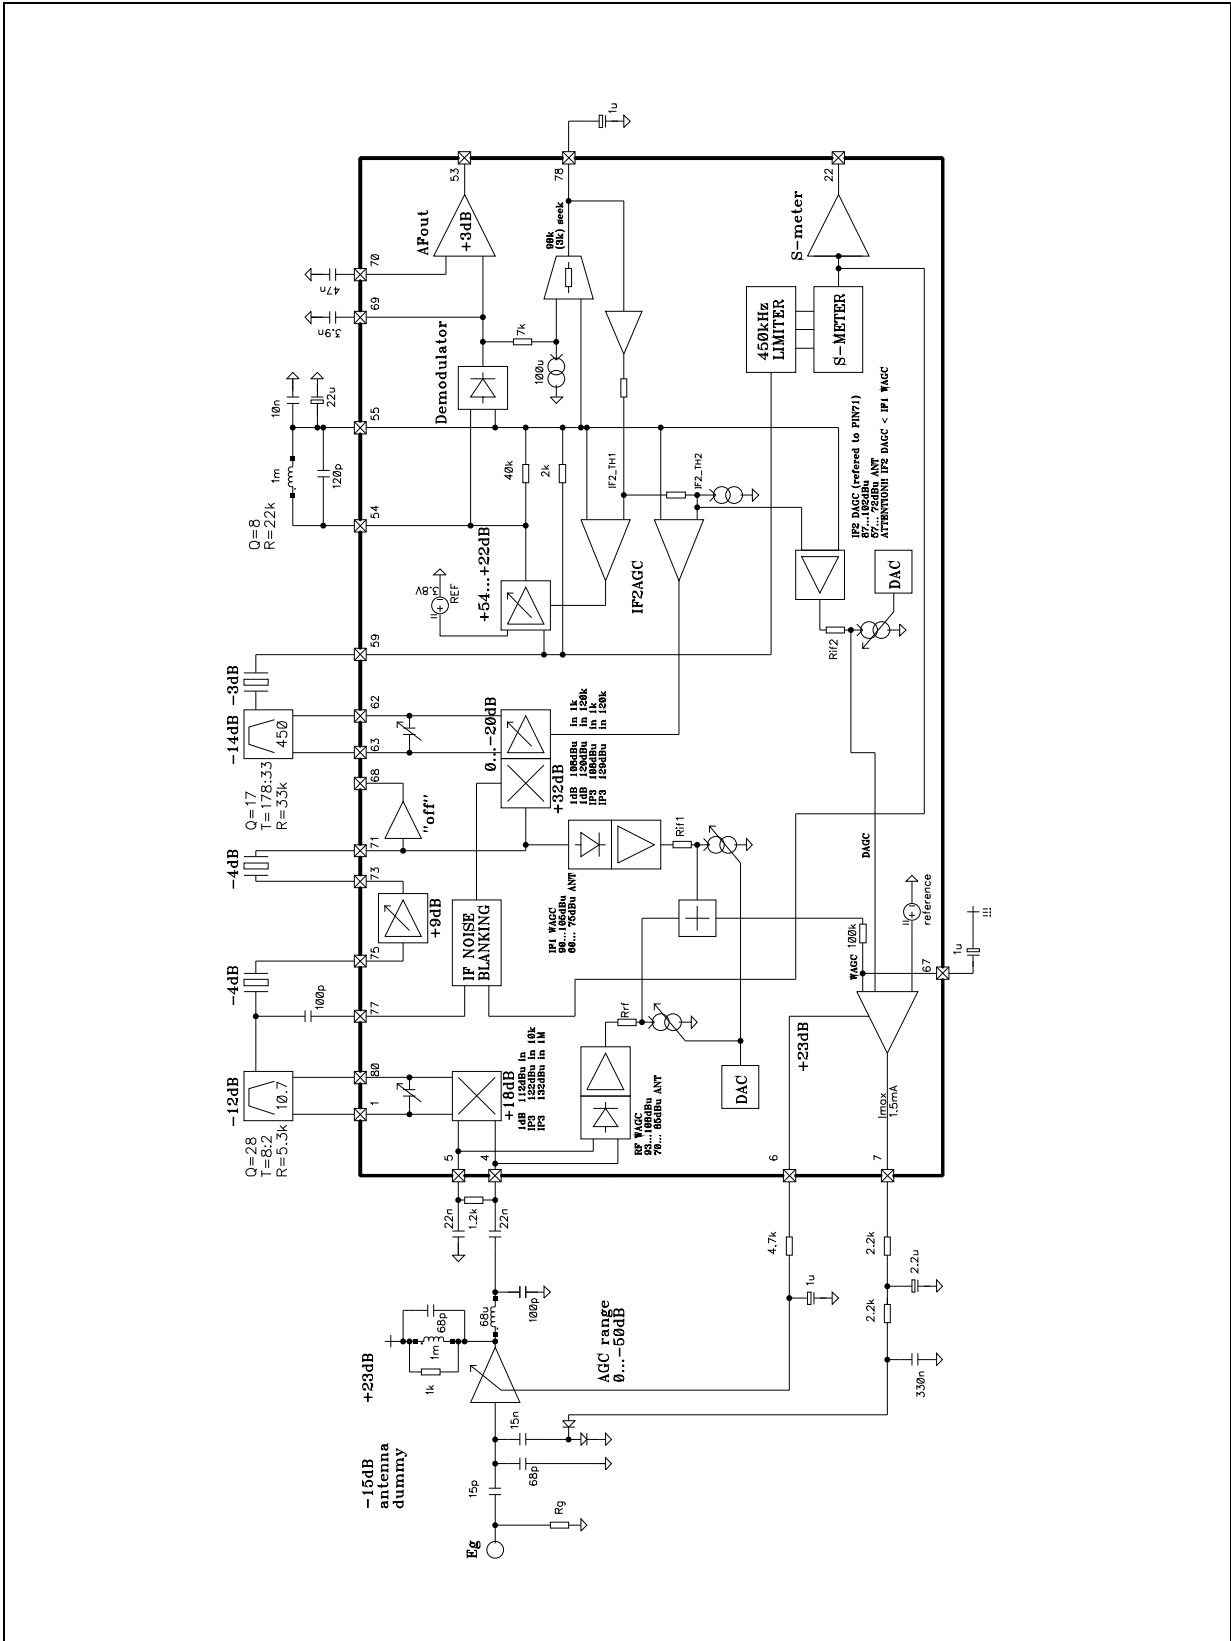 -15dB
antenna
dummy
+23dB
Eg
Rg
15p
68p
15n
1k
1m
68p
68u
100p
AGC range
0...-50dB
22n
1.2k
22n
4.7k
1u
2.2k
2.2u
2.2k
330n
5
4
6
7
Q=28
T=8:2
R=5.3k
-12dB
10.7
1
80
77
100p
-4dB
75
73
-4dB
71
68
Q=17
T=178:33
R=33k
-14dB
450
-3dB
63
62
59
Q=8
R=22k
54
55
1m
120p
10n
22u
3.9n
69
47n
70
+18dB
1dB 112dBu in
IP3 122dBu in 10k
IP3 132dBu in 1M
RF WAGC
93...108dBu
70... 85dBu ANT
Rrf
DAC
IF NOISE
BLANKING
+9dB
"off"
IF1 WAGC
90...105dBu
60... 75dBu ANT
Rif1
+32dB
0...-20dB
1dB 108dBu in 1k
1dB 120dBu in 120k
IP3 108dBu in 1k
IP3 129dBu in 120k
3.8V
REF
+54...+22dB
40k
2k
Demodulator
7k
100u
90k
(3k) seek
AFout
+3dB
53
78
1u
IF2_TH1
IF2_TH2
IF2AGC
450kHz
LIMITER
S-METER
S-meter
22
IF2 DAGC (refered to PIN71)
87...102dBu
57... 72dBu ANT
ATTENTION!! IF2 DAGC < IF1 WAGC
DAC
Rif2
DAGC
WAGC
100k
reference
67
1u
!!!
+23dB
Imax
1.5mA